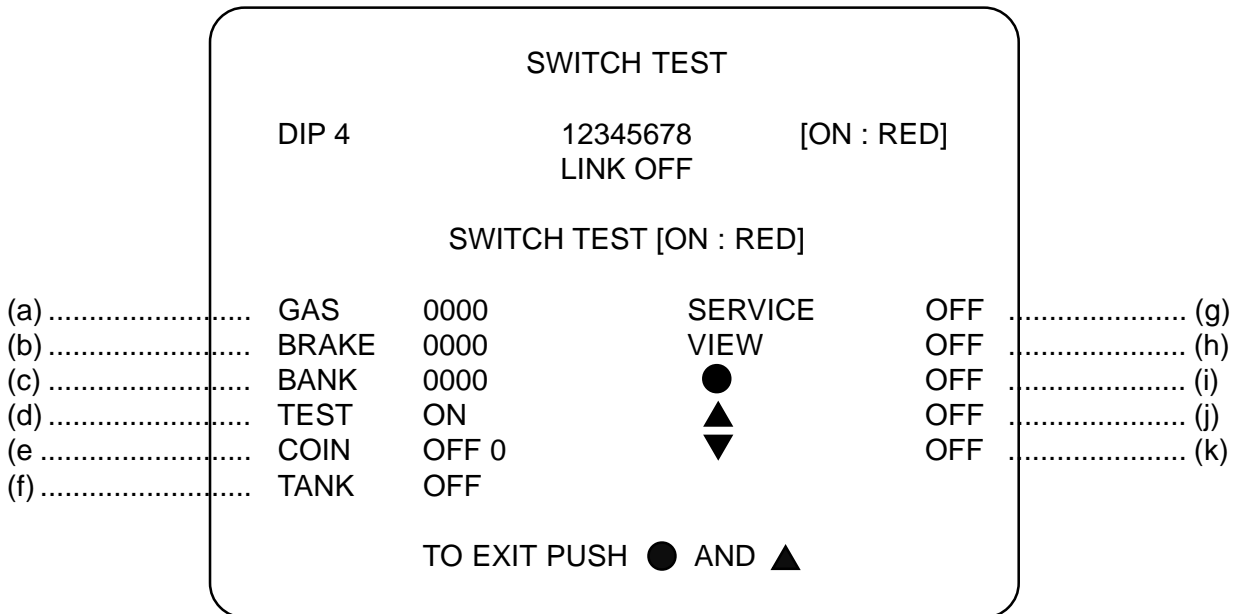 SWITCH TEST
DIP 4 12345678 [ON : RED]
LINK OFF
SWITCH TEST [ON : RED]
(a) ......................... GAS 0000 SERVICE OFF ...................... (g)
(b) ......................... BRAKE 0000 VIEW OFF ...................... (h)
(c) ......................... BANK 0000 ● OFF ...................... (i)
(d) ......................... TEST ON ▲ OFF ...................... (j)
(e .......................... COIN OFF 0 ▼ OFF ...................... (k)
(f) .......................... TANK OFF
TO EXIT PUSH ● AND ▲